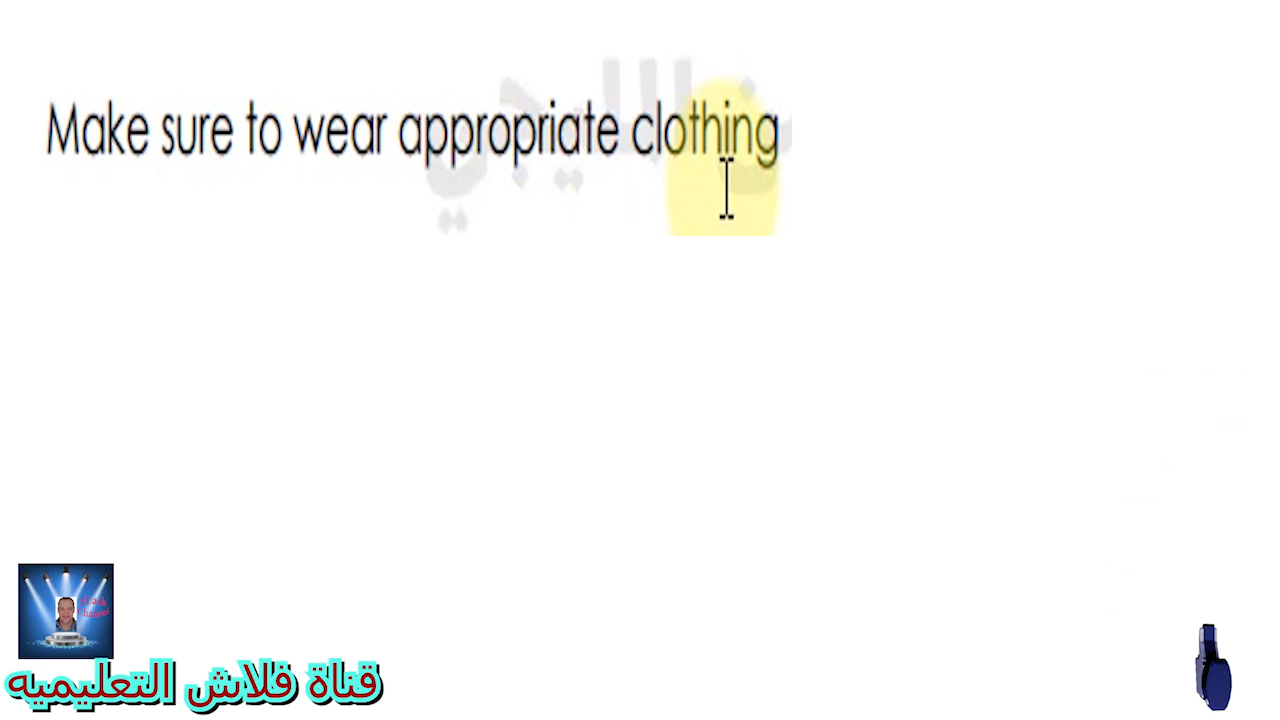 Make sure to wear appropriate clothing
قناة فلاش التعليميه